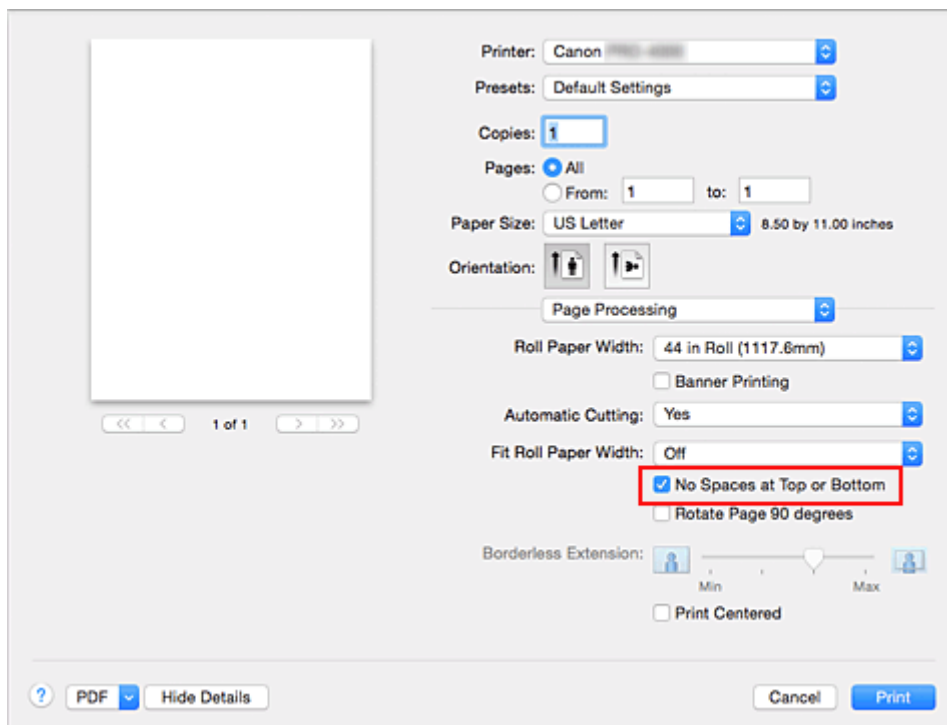 Printer: Canon
Presets: Default Settings
Copies: 1
Pages: All
From: 1 to: 1
Paper Size: US Letter 8.50 by 11.00 inches
Orientation:
Page Processing
Roll Paper Width: 44 in Roll (1117.6mm)
Banner Printing
1 of 1
Automatic Cutting: Yes
Fit Roll Paper Width: Off
No Spaces at Top or Bottom
Rotate Page 90 degrees
Borderless Extension:
Min Max
Print Centered
? PDF Hide Details Cancel Print